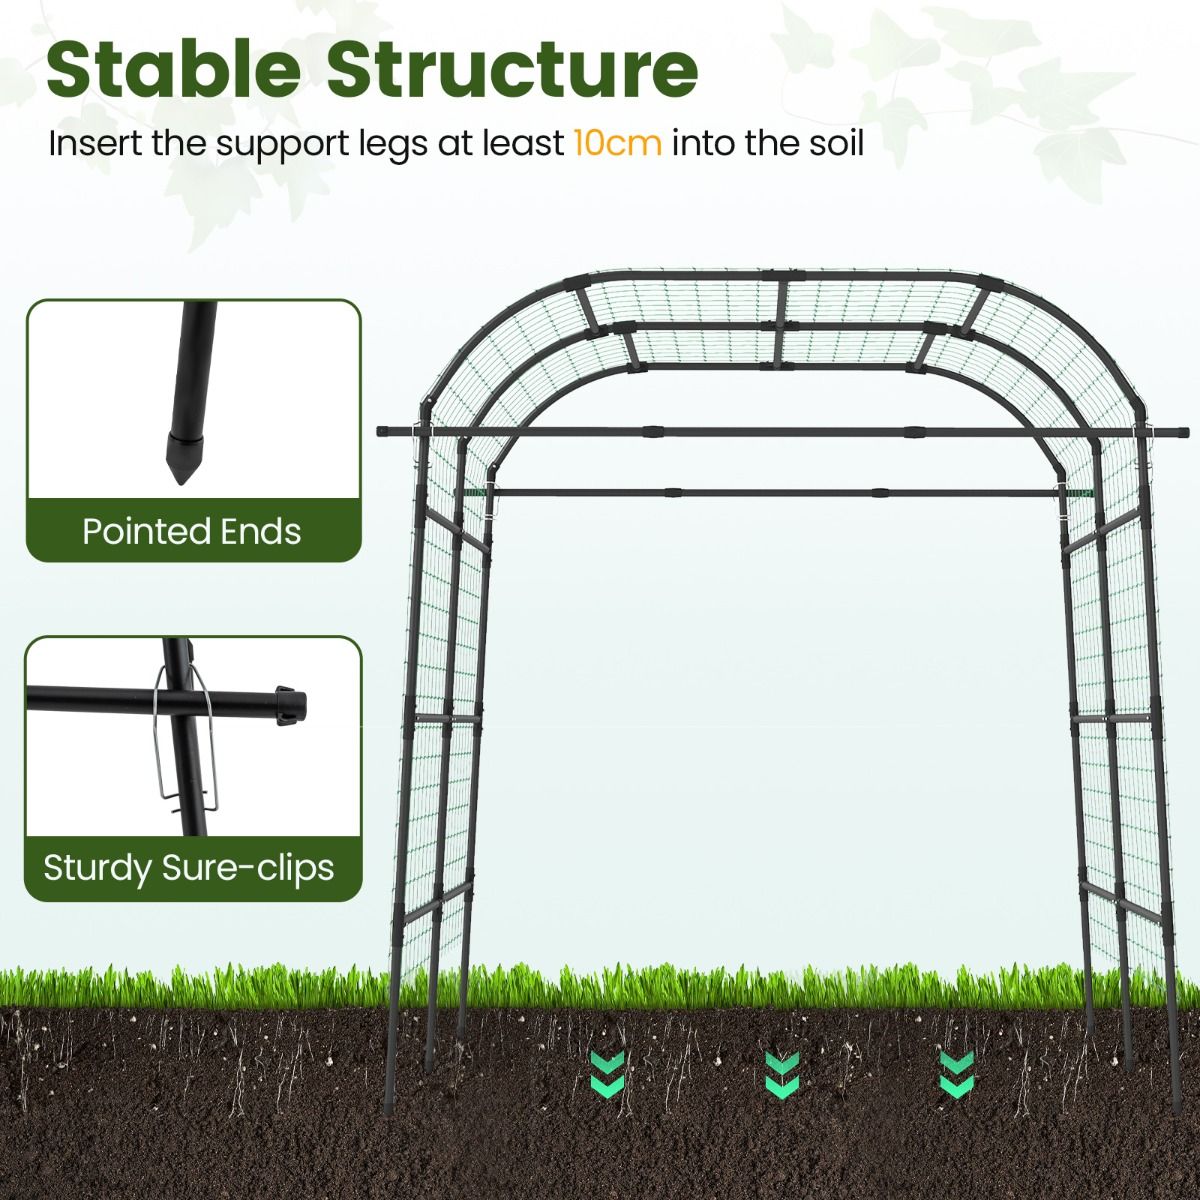 Stable Structure
Insert the support legs at least 10cm into the soil
Pointed Ends
Sturdy Sure-clips